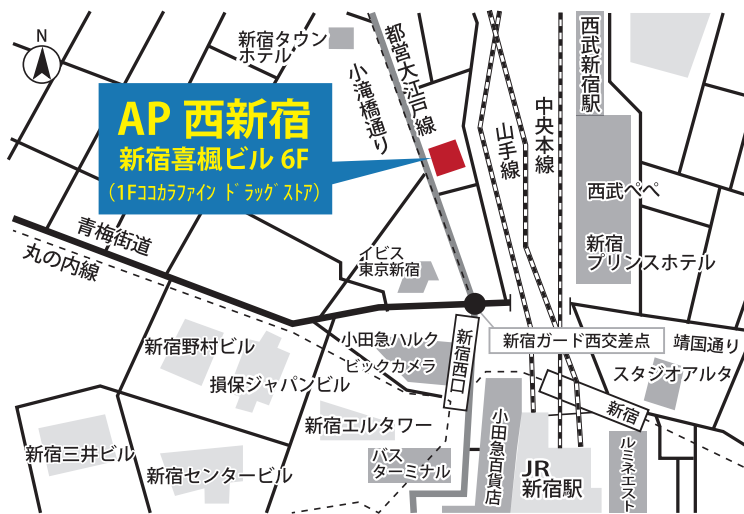 N
新宿タウン
ホテル
都営大江戸線
小滝橋通り
西武新宿駅
AP 西新宿
新宿喜楓ビル 6F
(1Fココカラファイン ドラッグストア)
山手線
中央本線
西武ペペ
新宿
プリンスホテル
青梅街道
丸の内線
イビス
東京新宿
新宿ガード西交差点
靖国通り
新宿野村ビル
小田急ハルク
ビックカメラ
新宿西口
スタジオアルタ
損保ジャパンビル
新宿
新宿エルタワー
小田急百貨店
ルミネエスト
新宿三井ビル
新宿センタービル
バス
ターミナル
JR
新宿駅